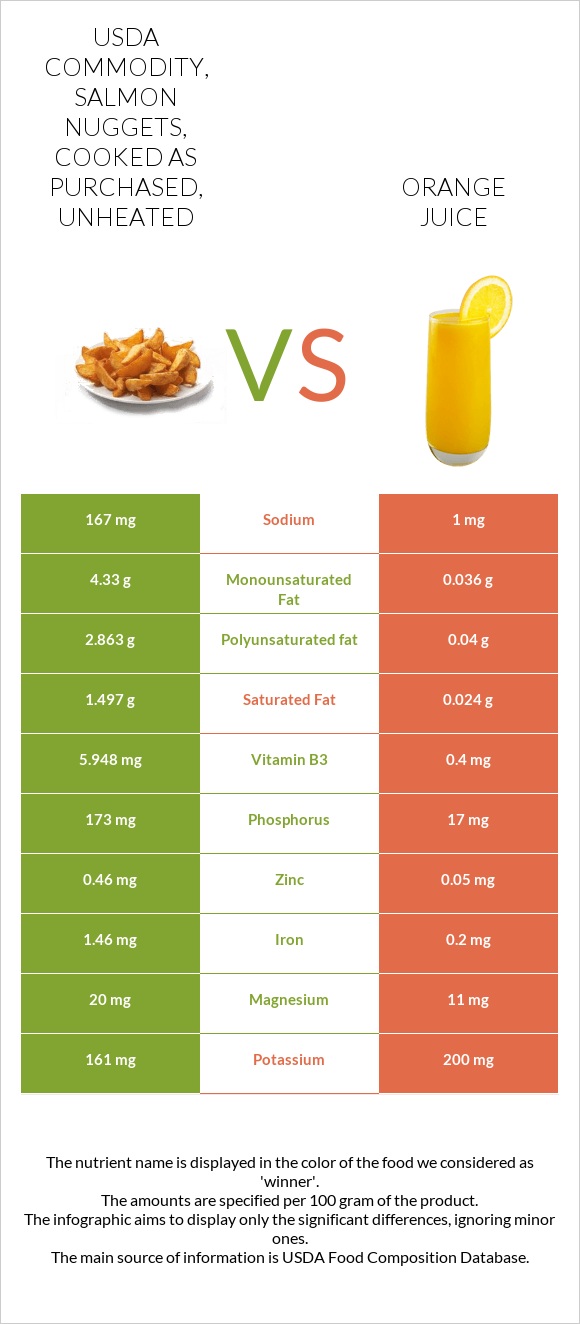 USDA
COMMODITY,
SALMON
NUGGETS,
COOKED AS
PURCHASED,
UNHEATED
ORANGE
JUICE
VS
167 mg Sodium 1 mg
4.33 g Monounsaturated Fat 0.036 g
2.863 g Polyunsaturated fat 0.04 g
1.497 g Saturated Fat 0.024 g
5.948 mg Vitamin B3 0.4 mg
173 mg Phosphorus 17 mg
0.46 mg Zinc 0.05 mg
1.46 mg Iron 0.2 mg
20 mg Magnesium 11 mg
161 mg Potassium 200 mg
The nutrient name is displayed in the color of the food we considered as
'winner'.
The amounts are specified per 100 gram of the product.
The infographic aims to display only the significant differences, ignoring minor
ones.
The main source of information is USDA Food Composition Database.